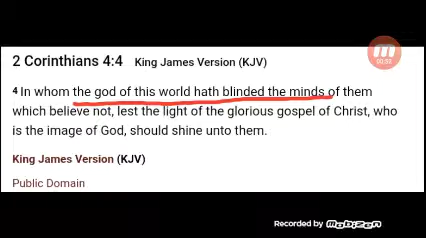 2 Corinthians 4:4 King James Version (KJV)
4 In whom the god of this world hath blinded the minds of them
which believe not, lest the light of the glorious gospel of Christ, who
is the image of God, should shine unto them.
King James Version (KJV)
Public Domain
Recorded by mobizen